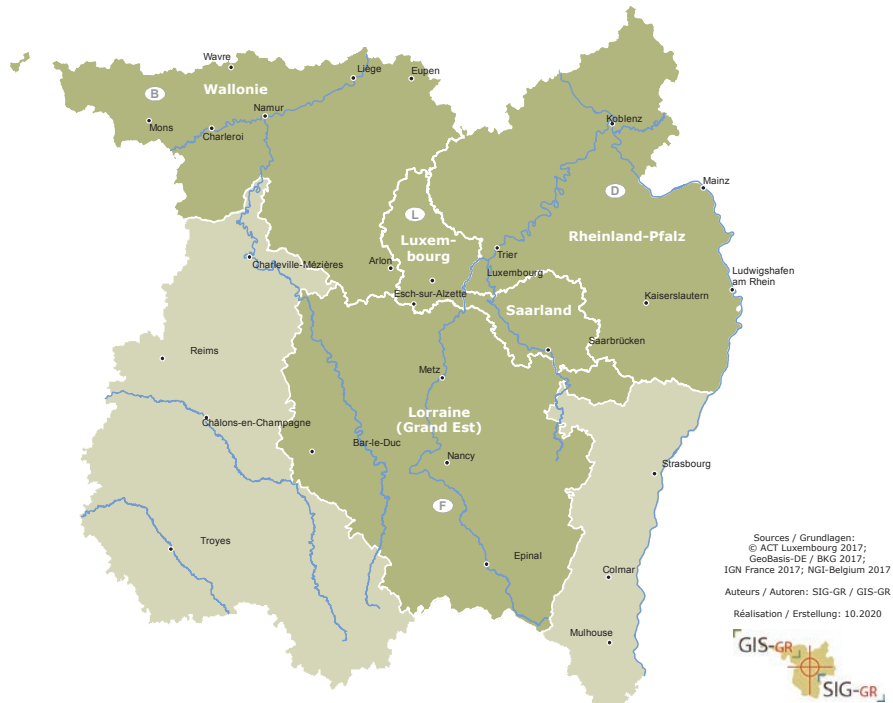 Wavre
Liège
Eupen
B
Wallonie
Namur
Mons
Charleroi
Koblenz
Mainz
D
L
Luxem-
bourg
Rheinland-Pfalz
Trier
Charleville-Mézières
Arlon
Luxembourg
Ludwigshafen
am Rhein
Esch-sur-Alzette
Kaiserslautern
Saarland
Saarbrücken
Reims
Metz
Lorraine
(Grand Est)
Châlons-en-Champagne
Bar-le-Duc
Nancy
Strasbourg
F
Troyes
Epinal
Colmar
Mulhouse
Sources / Grundlagen:
© ACT Luxembourg 2017;
GeoBasis-DE / BKG 2017;
IGN France 2017; NGI-Belgium 2017
Auteurs / Autoren: SIG-GR / GIS-GR
Réalisation / Erstellung: 10.2020
GIS-GR
SIG-GR